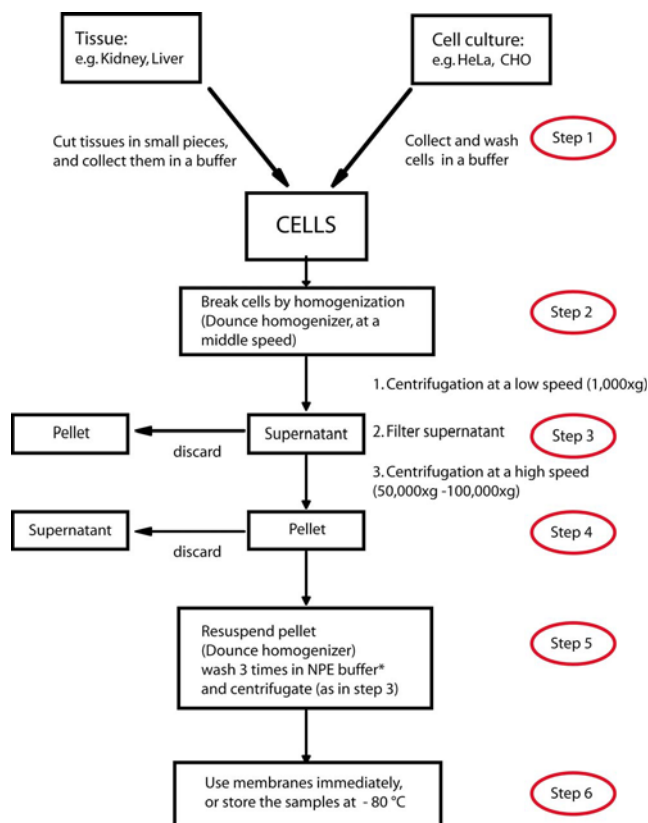 Tissue:
e.g. Kidney, Liver
Cell culture:
e.g. HeLa, CHO
Cut tissues in small pieces,
and collect them in a buffer
Collect and wash
cells in a buffer
Step 1
CELLS
Break cells by homogenization
(Dounce homogenizer, at a
middle speed)
Step 2
1. Centrifugation at a low speed (1,000xg)
Pellet
discard
Supernatant
2. Filter supernatant
Step 3
3. Centrifugation at a high speed
(50,000xg -100,000xg)
Supernatant
discard
Pellet
Step 4
Resuspend pellet
(Dounce homogenizer)
wash 3 times in NPE buffer*
and centrifugate (as in step 3)
Step 5
Use membranes immediately,
or store the samples at - 80 °C
Step 6